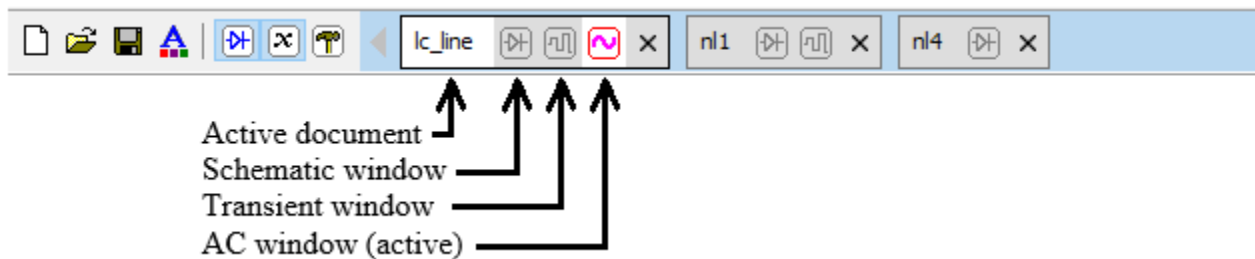 lc_line nl1 nl4
Active document
Schematic window
Transient window
AC window (active)